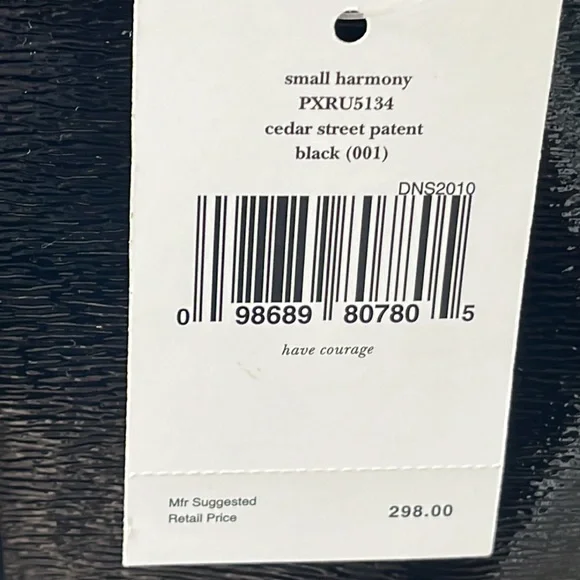 small harmony
PXRU5134
cedar street patent
black (001)
DNS2010
0 98689 80780 5
have courage
Mfr Suggested
Retail Price
298.00